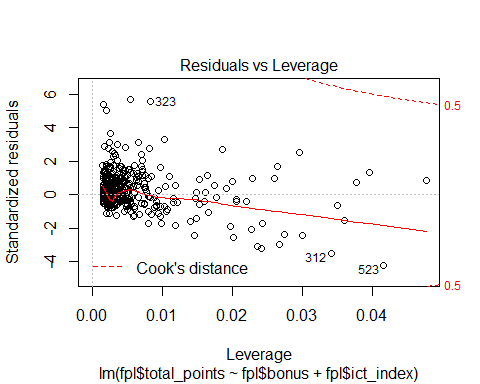 Residuals vs Leverage
Standardized residuals
6
4
2
0
-2
-4
323
312
523
0.5
0.5
Cook's distance
0.00 0.01 0.02 0.03 0.04
Leverage
lm(fpl$total_points ~ fpl$bonus + fpl$ict_index)